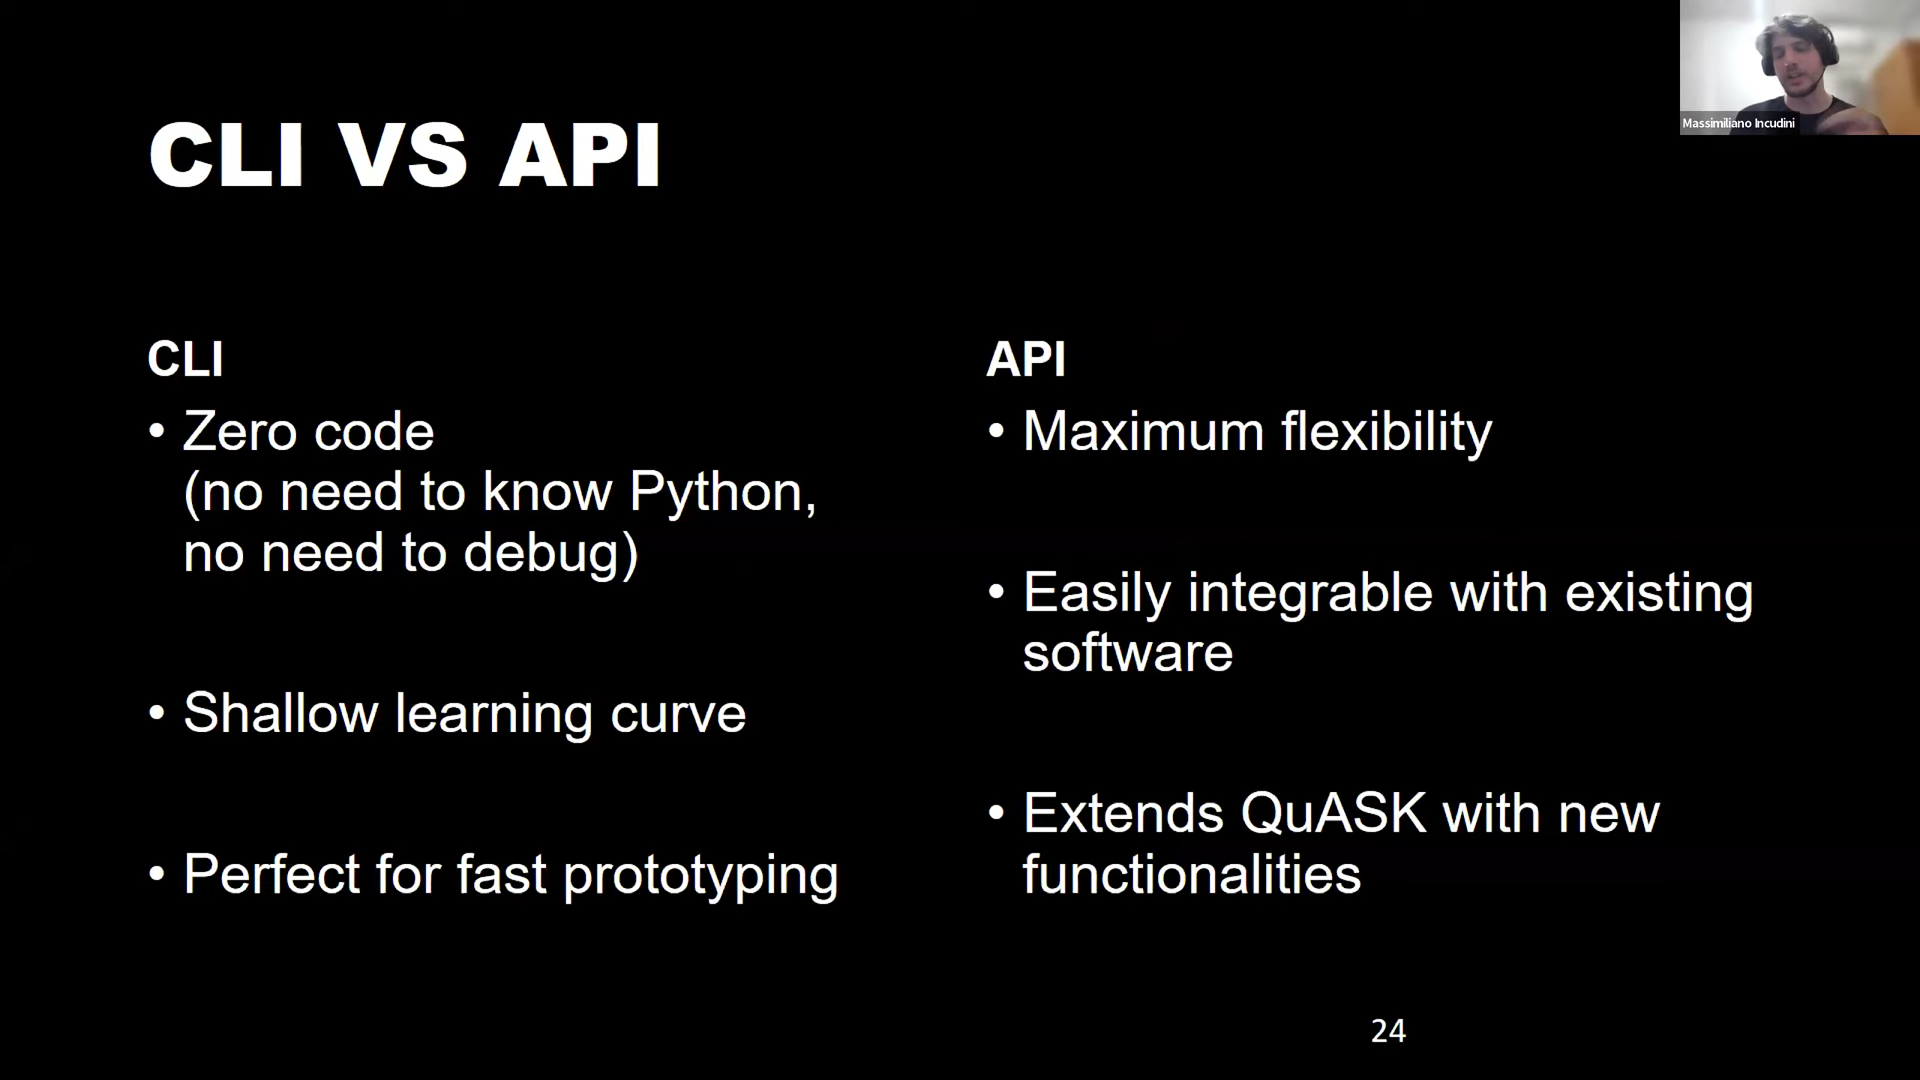 CLI VS API
Massimiliano Incudini
CLI
• Zero code
(no need to know Python,
no need to debug)
• Shallow learning curve
• Perfect for fast prototyping
API
• Maximum flexibility
• Easily integrable with existing
software
• Extends QuASK with new
functionalities
24